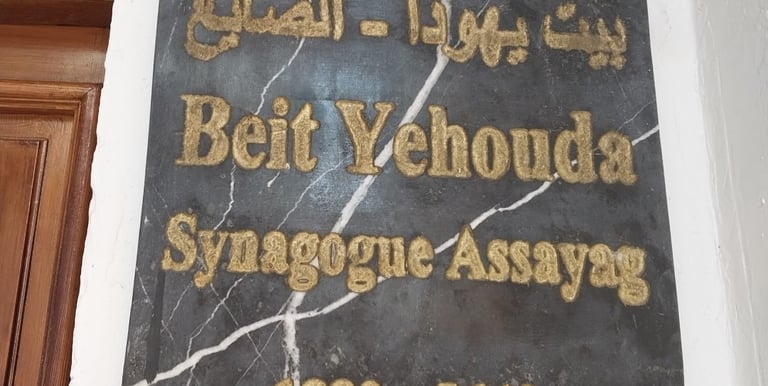 بيت يهودا - الصايغ
Beit Yehouda
Synagogue Assayag